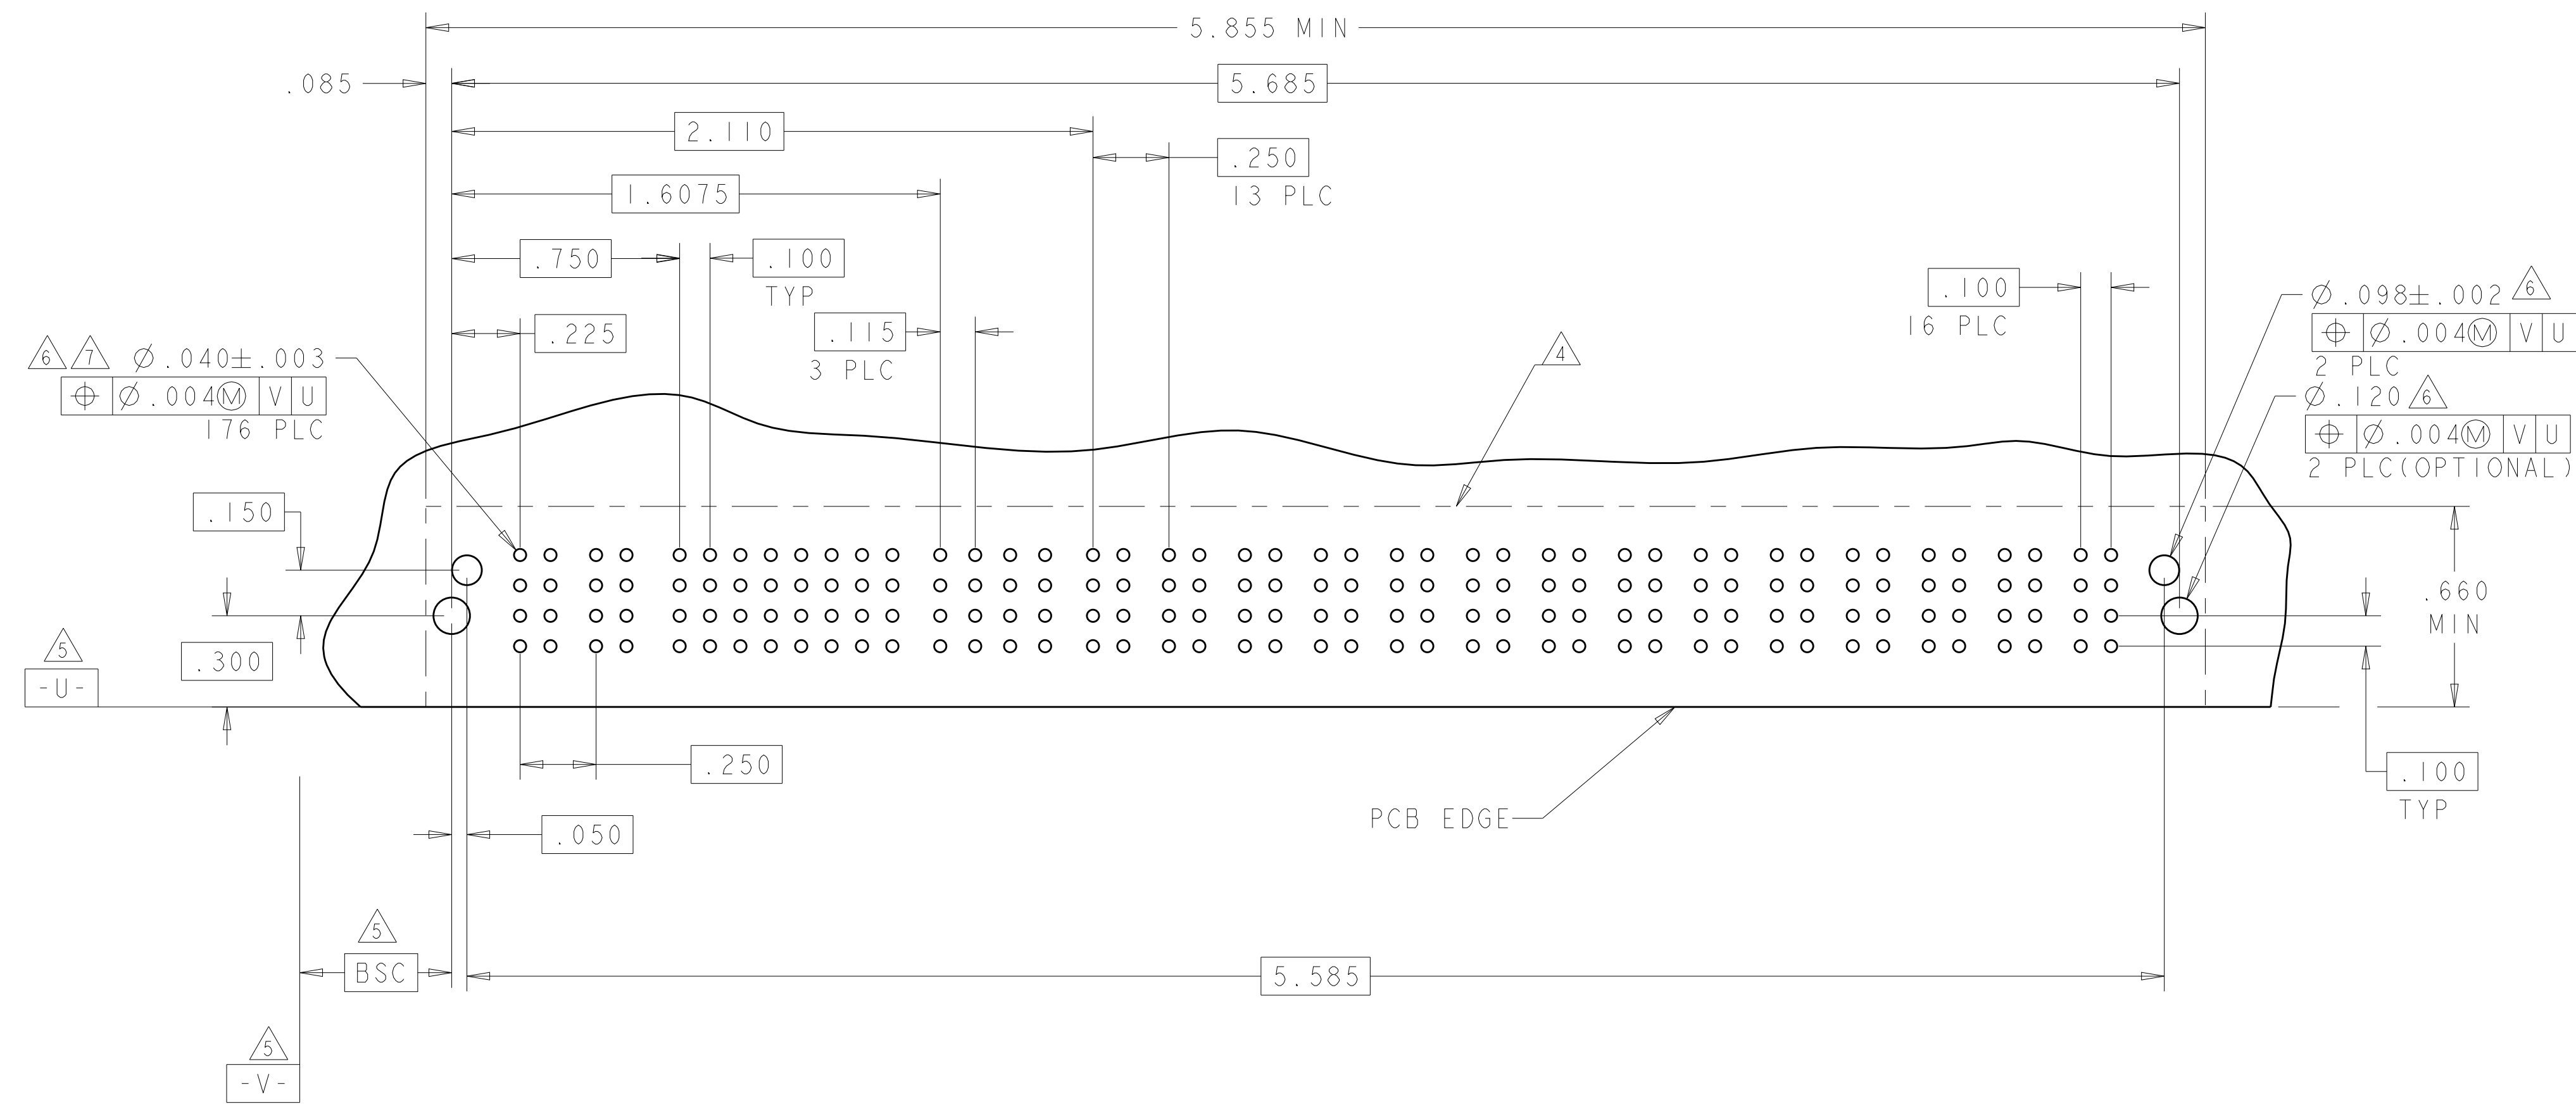 5.855 MIN
.085
5.685
2.110
.250
13 PLC
1.6075
.750
.100
TYP
.100
16 PLC
6
⌀.098±.002
⌖ ⌀.004Ⓜ V U
2 PLC
.225
.115
3 PLC
4
6 7 ⌀.040±.003
⌖ ⌀.004Ⓜ V U
176 PLC
⌀.120 6
⌖ ⌀.004Ⓜ V U
2 PLC(OPTIONAL)
.150
.660
MIN
5
-U-
.300
.250
.100
TYP
PCB EDGE
.050
5
BSC
5.585
5
-V-